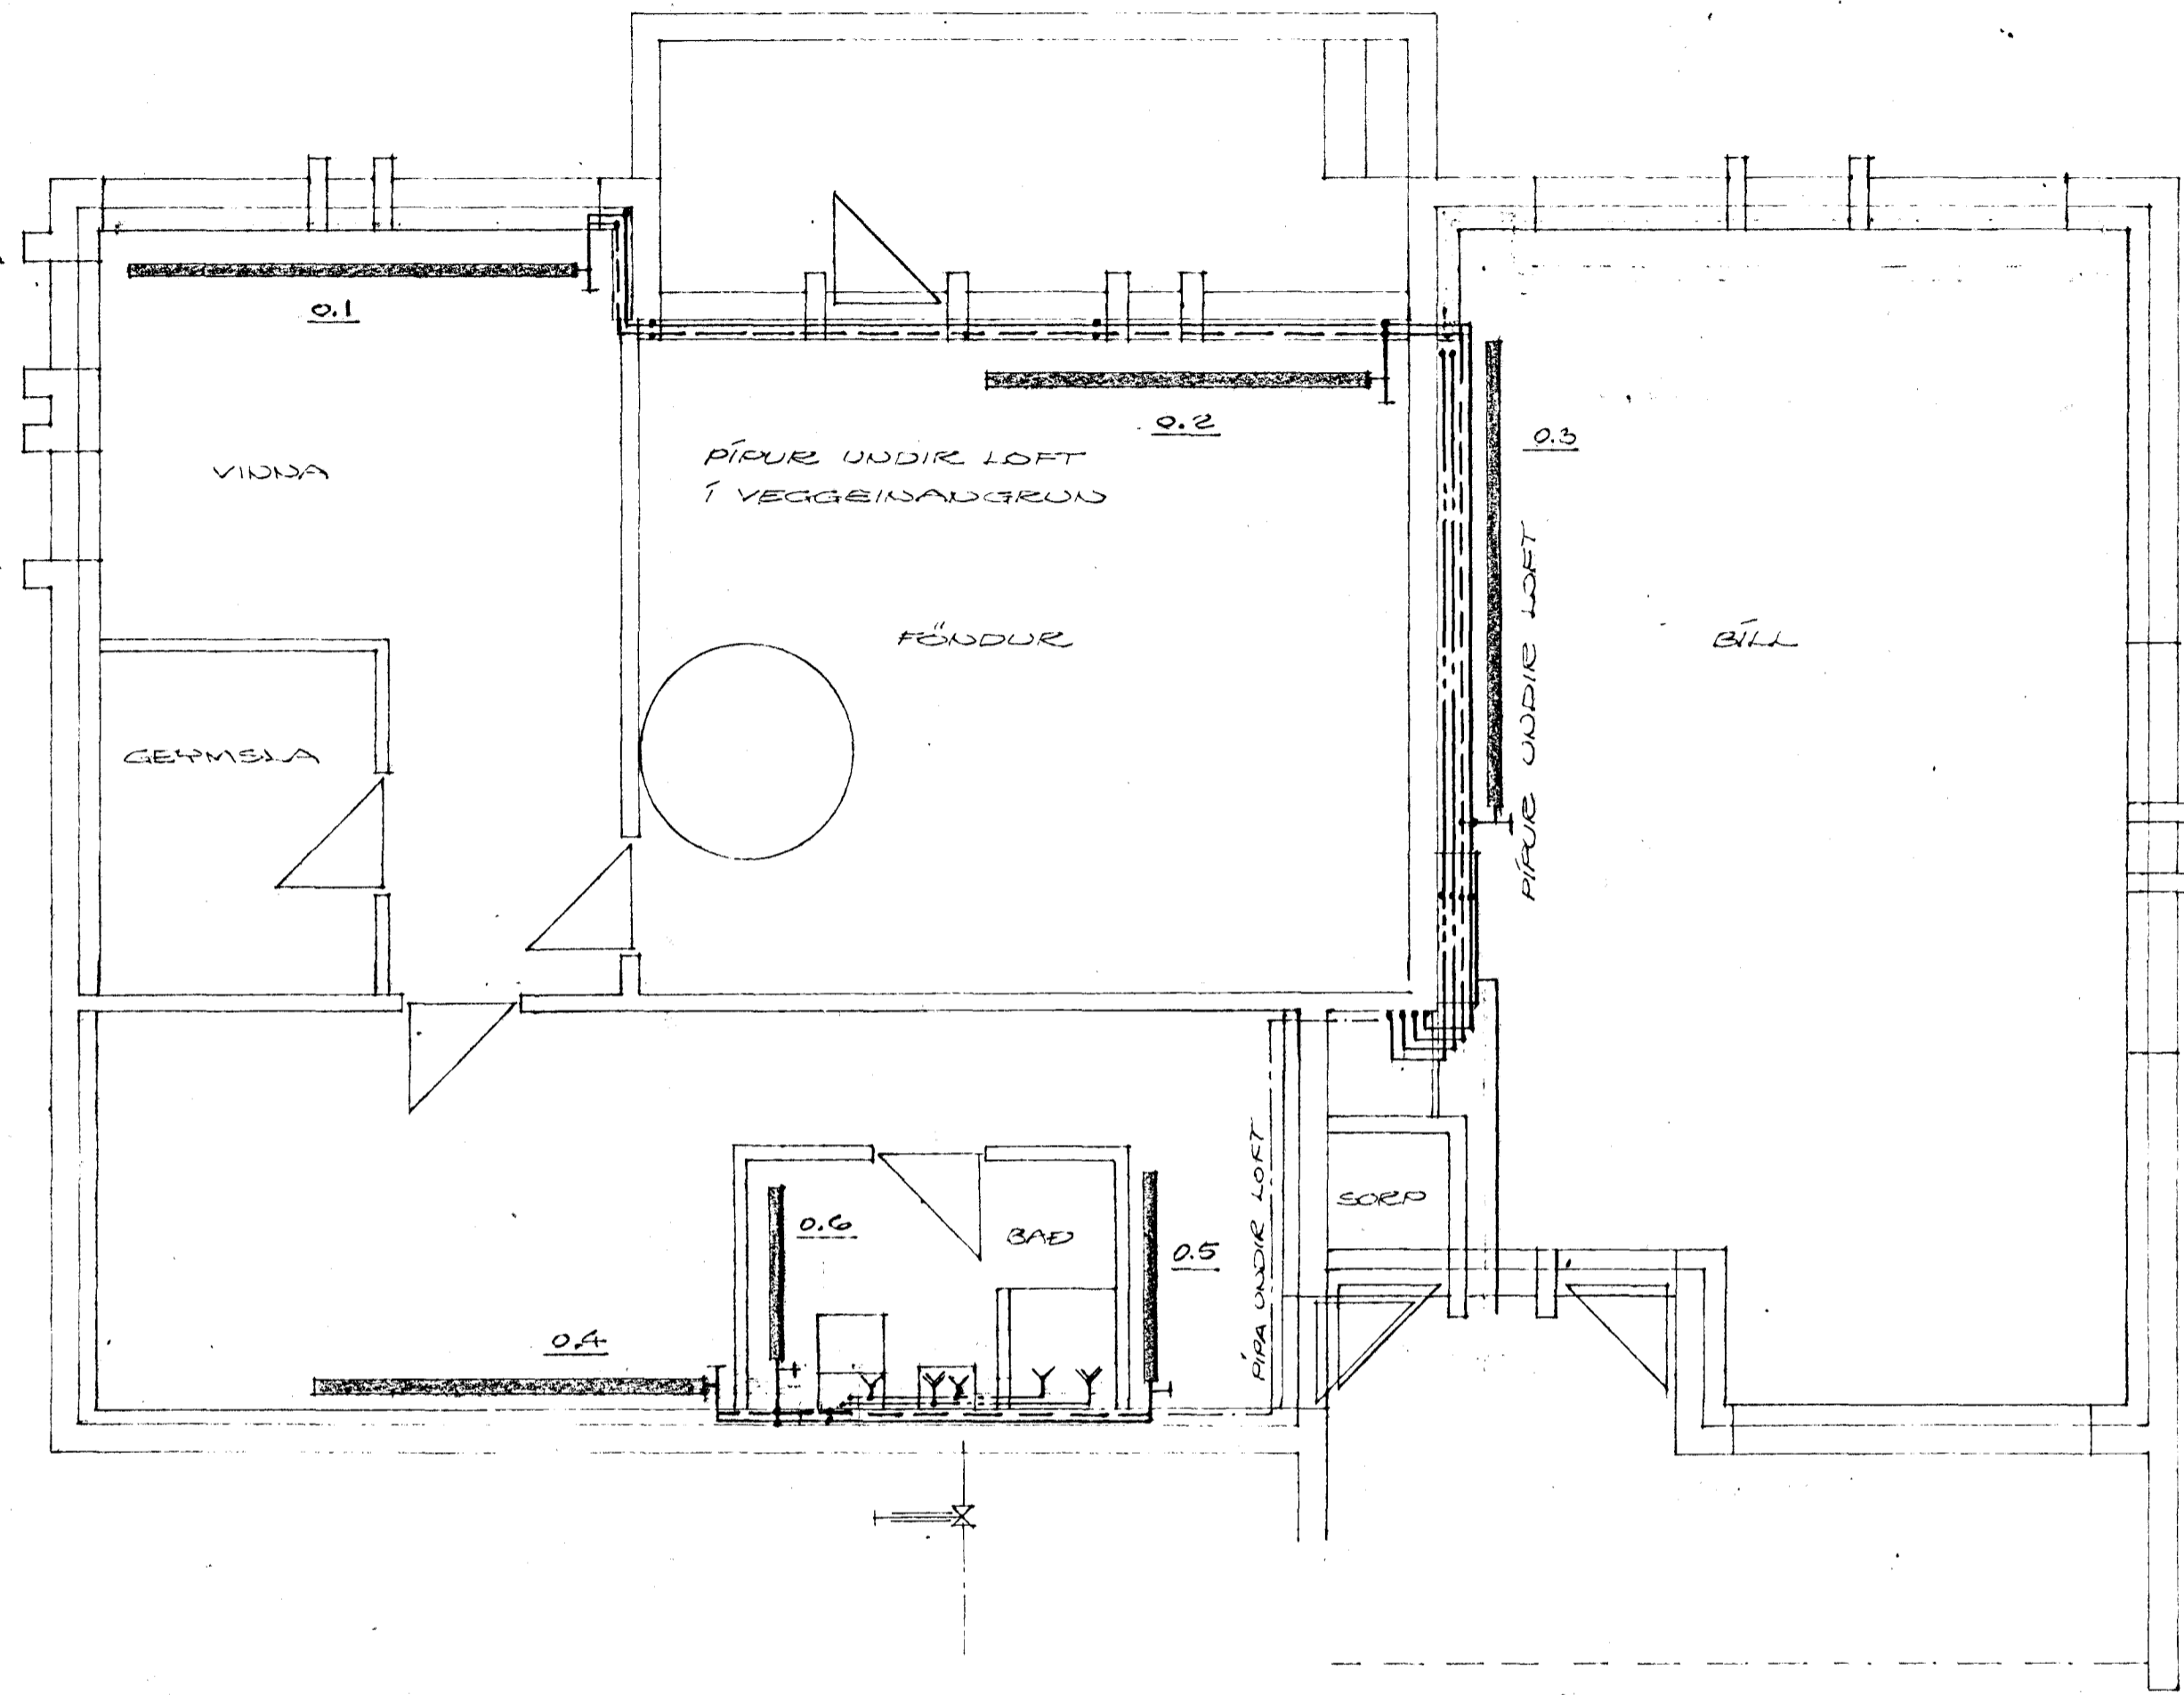 0.1
0.2
0.3
VINNA
PÍPUR UNDIR LOFT
Í VEGGEINANGRUN
PÍPUR UNDIR LOFT
FÖNDUR
BÍLL
GEYMSLA
PÍPA UNDIR LOFT
SORP
0.6
BAÐ
0.5
0.4